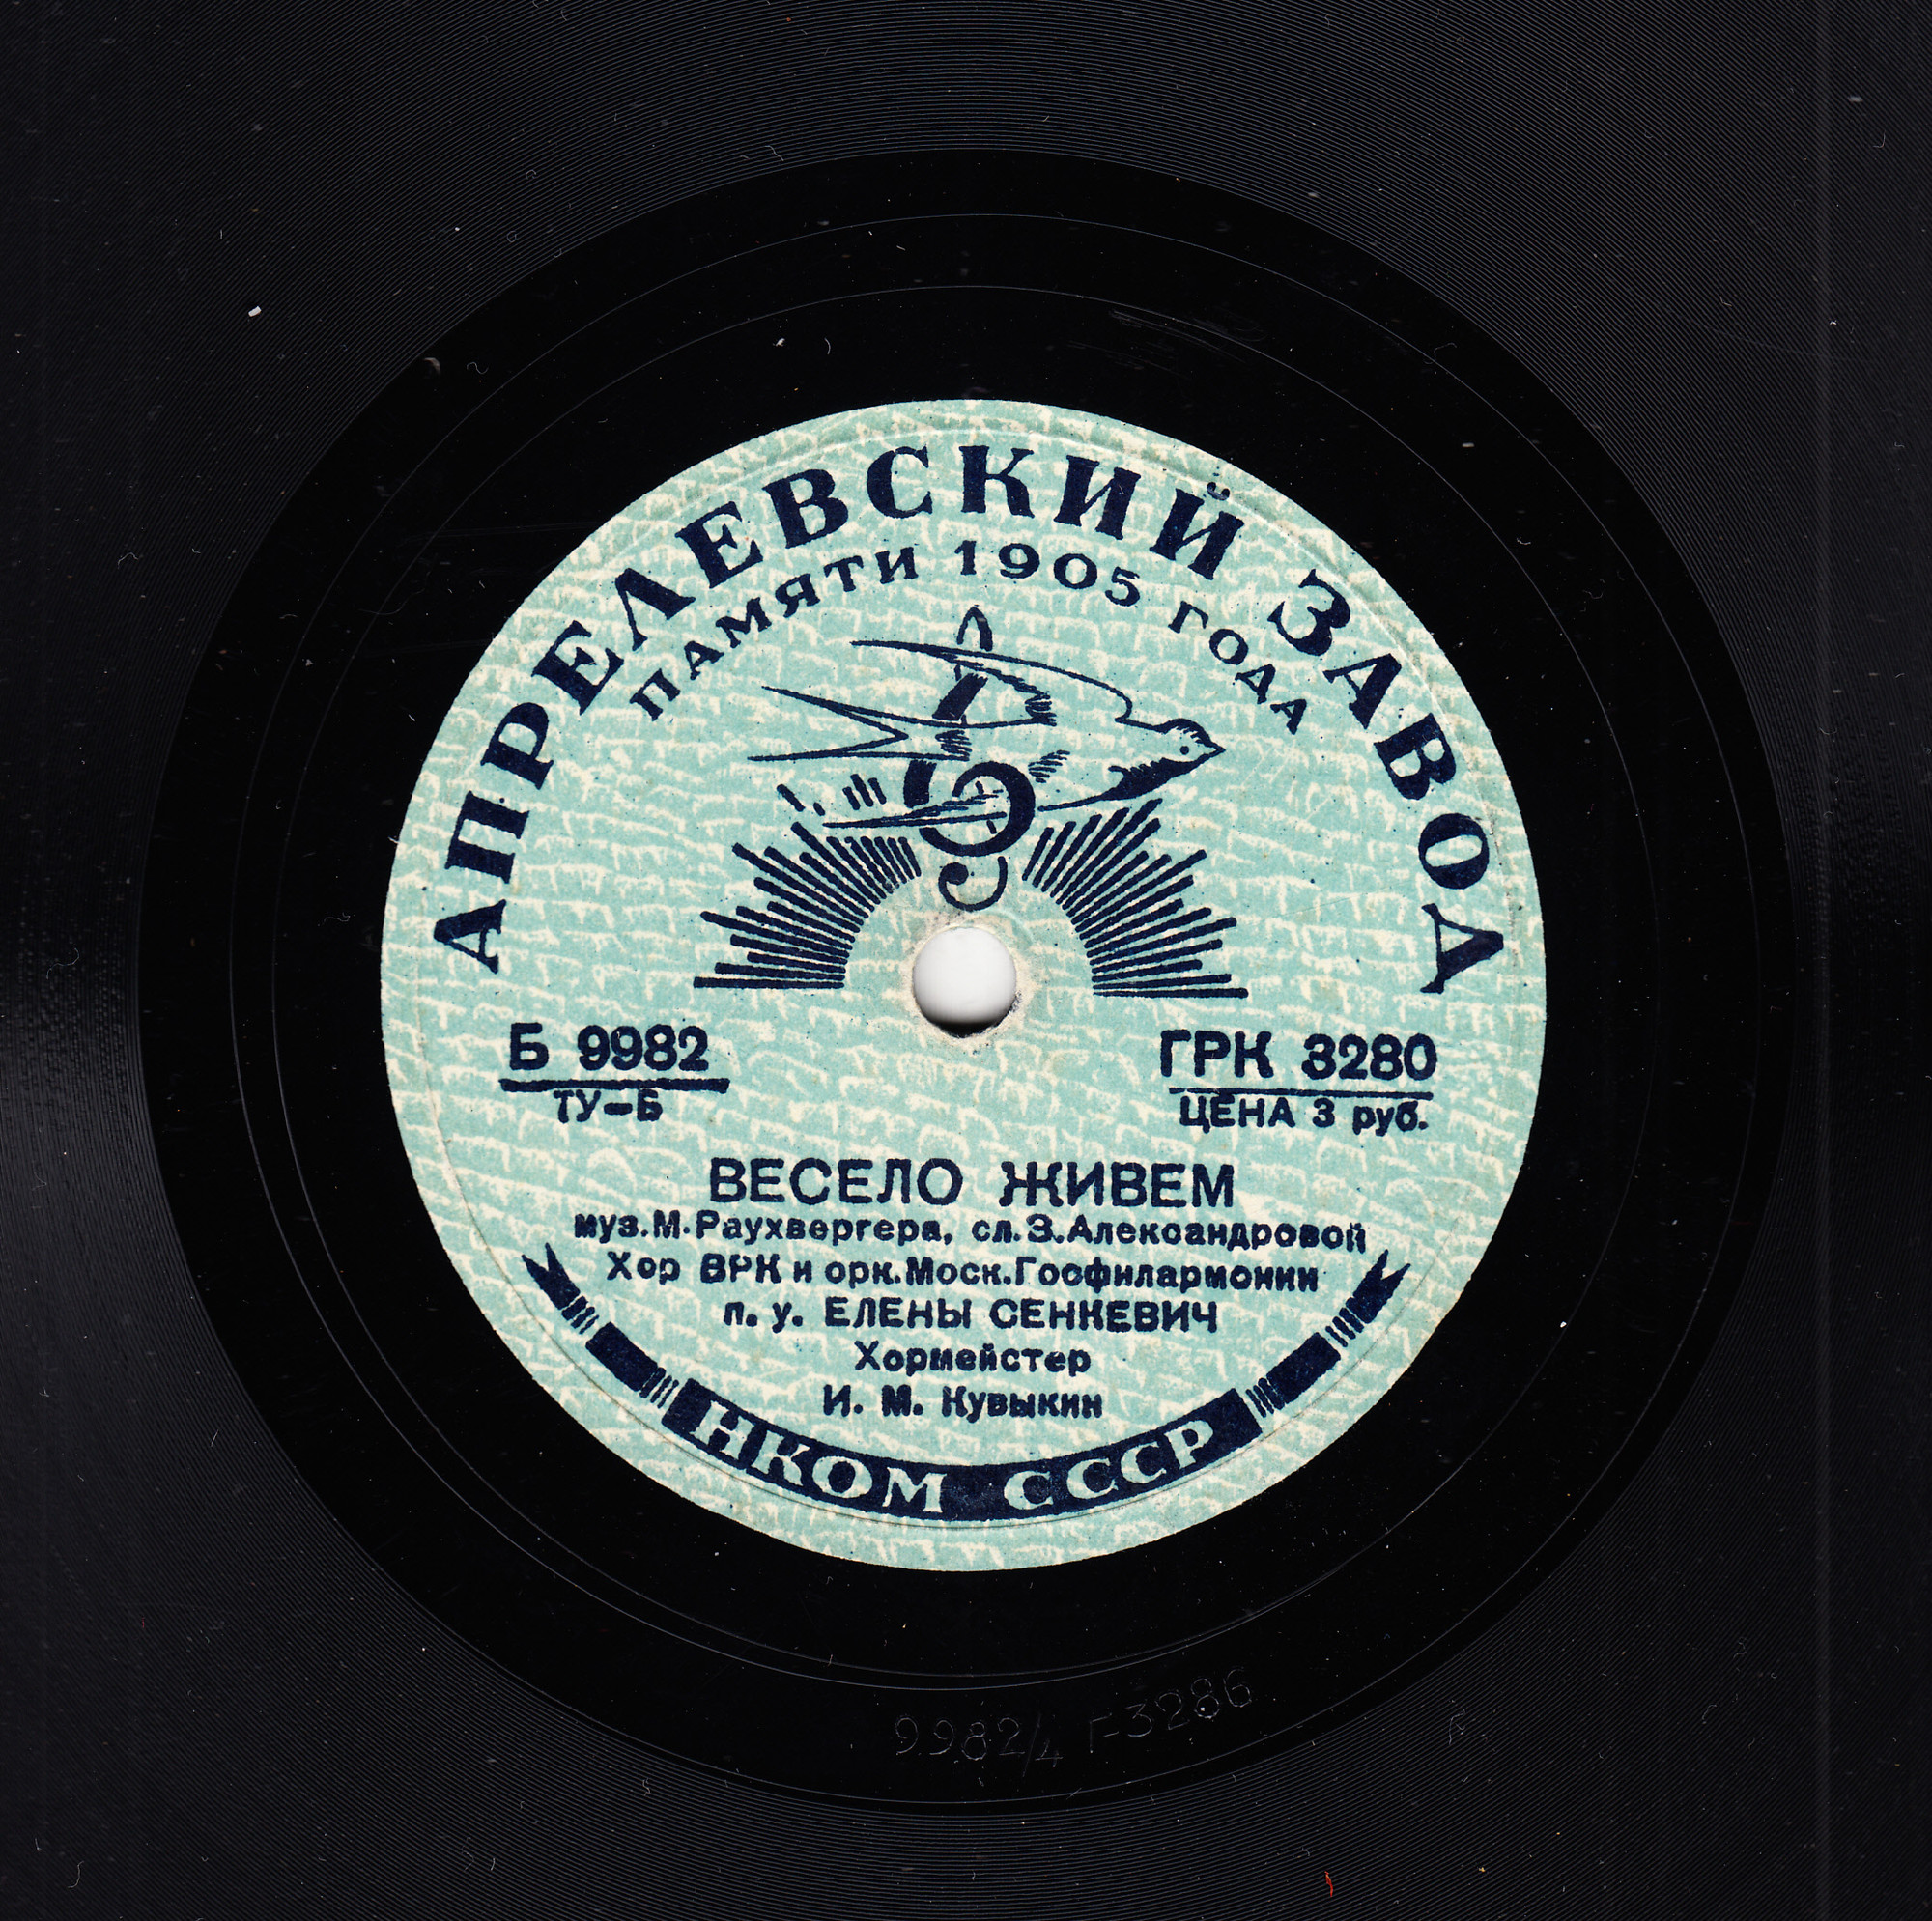 АПРЕЛЕВСКИЙ ЗАВОД
ПАМЯТИ 1905 ГОДА
Б 9982
ТУ-Б
ГРК 3280
ЦЕНА 3 руб.
ВЕСЕЛО ЖИВЕМ
муз.М.Раухвергера, сл.З.Александровой
Хор ВРК и орк.Моск.Госфилармонии
п. у. ЕЛЕНЫ СЕНКЕВИЧ
Хормейстер
И. М. Кувыкин
НКОМ СССР
9982/4 Г-3286